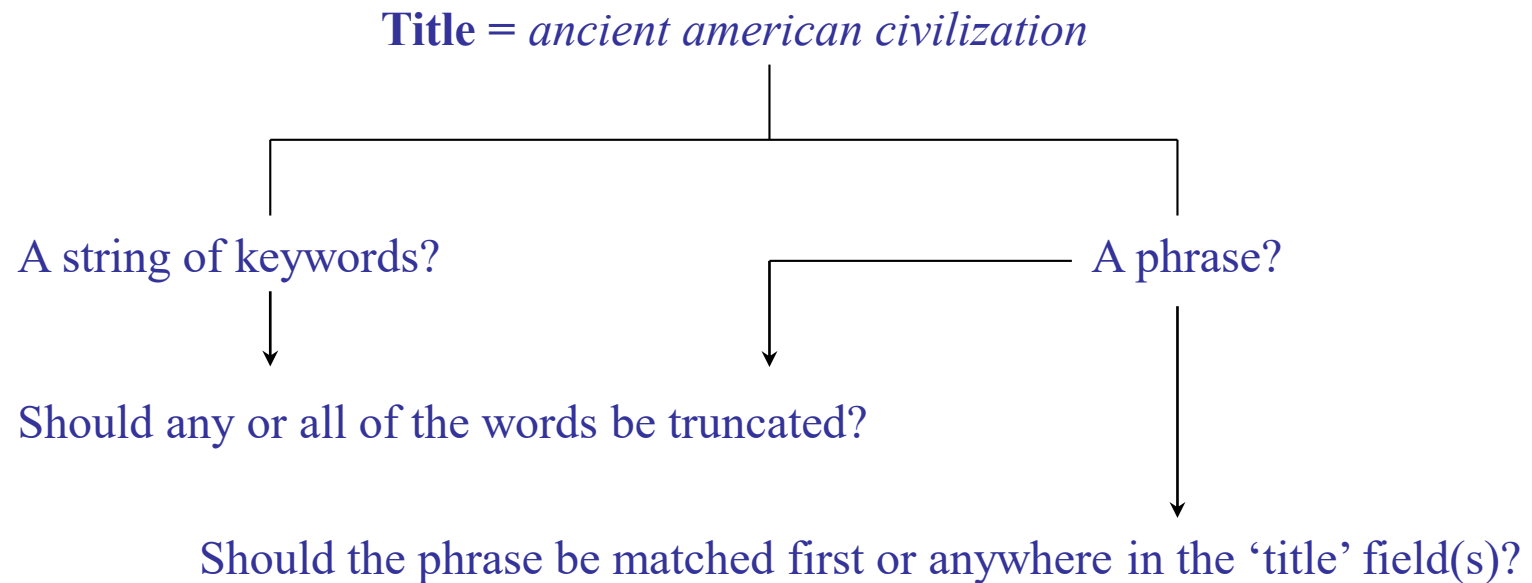 Title = ancient american civilization
A string of keywords?
A phrase?
Should any or all of the words be truncated?
Should the phrase be matched first or anywhere in the ‘title’ field(s)?